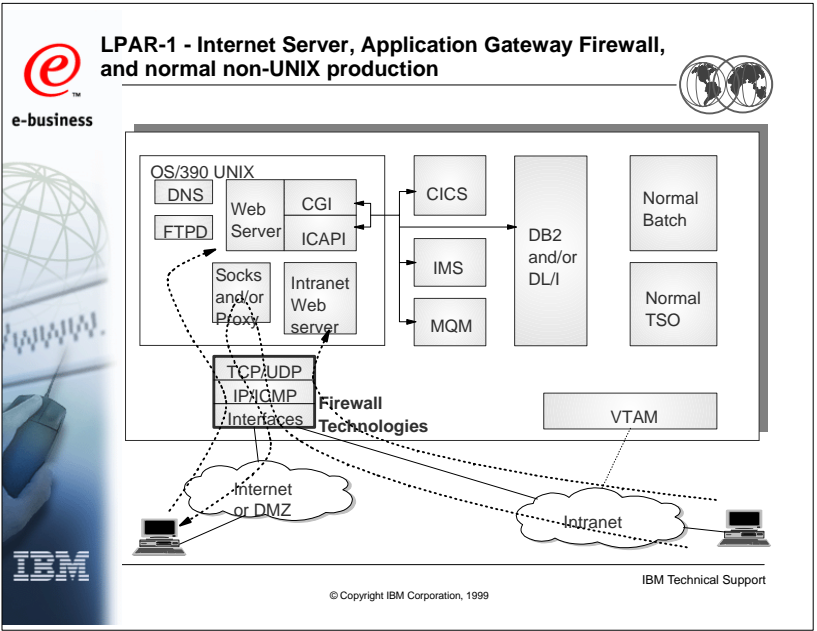 LPAR-1 - Internet Server, Application Gateway Firewall,
and normal non-UNIX production
e
TM
e-business
OS/390 UNIX
DNS
FTPD
Web
Server
CGI
ICAPI
Socks
and/or
Proxy
Intranet
Web
server
CICS
IMS
MQM
DB2
and/or
DL/I
Normal
Batch
Normal
TSO
TCP/UDP
IP/ICMP
Interfaces
Firewall
Technologies
VTAM
Internet
or DMZ
Intranet
IBM
IBM Technical Support
© Copyright IBM Corporation, 1999